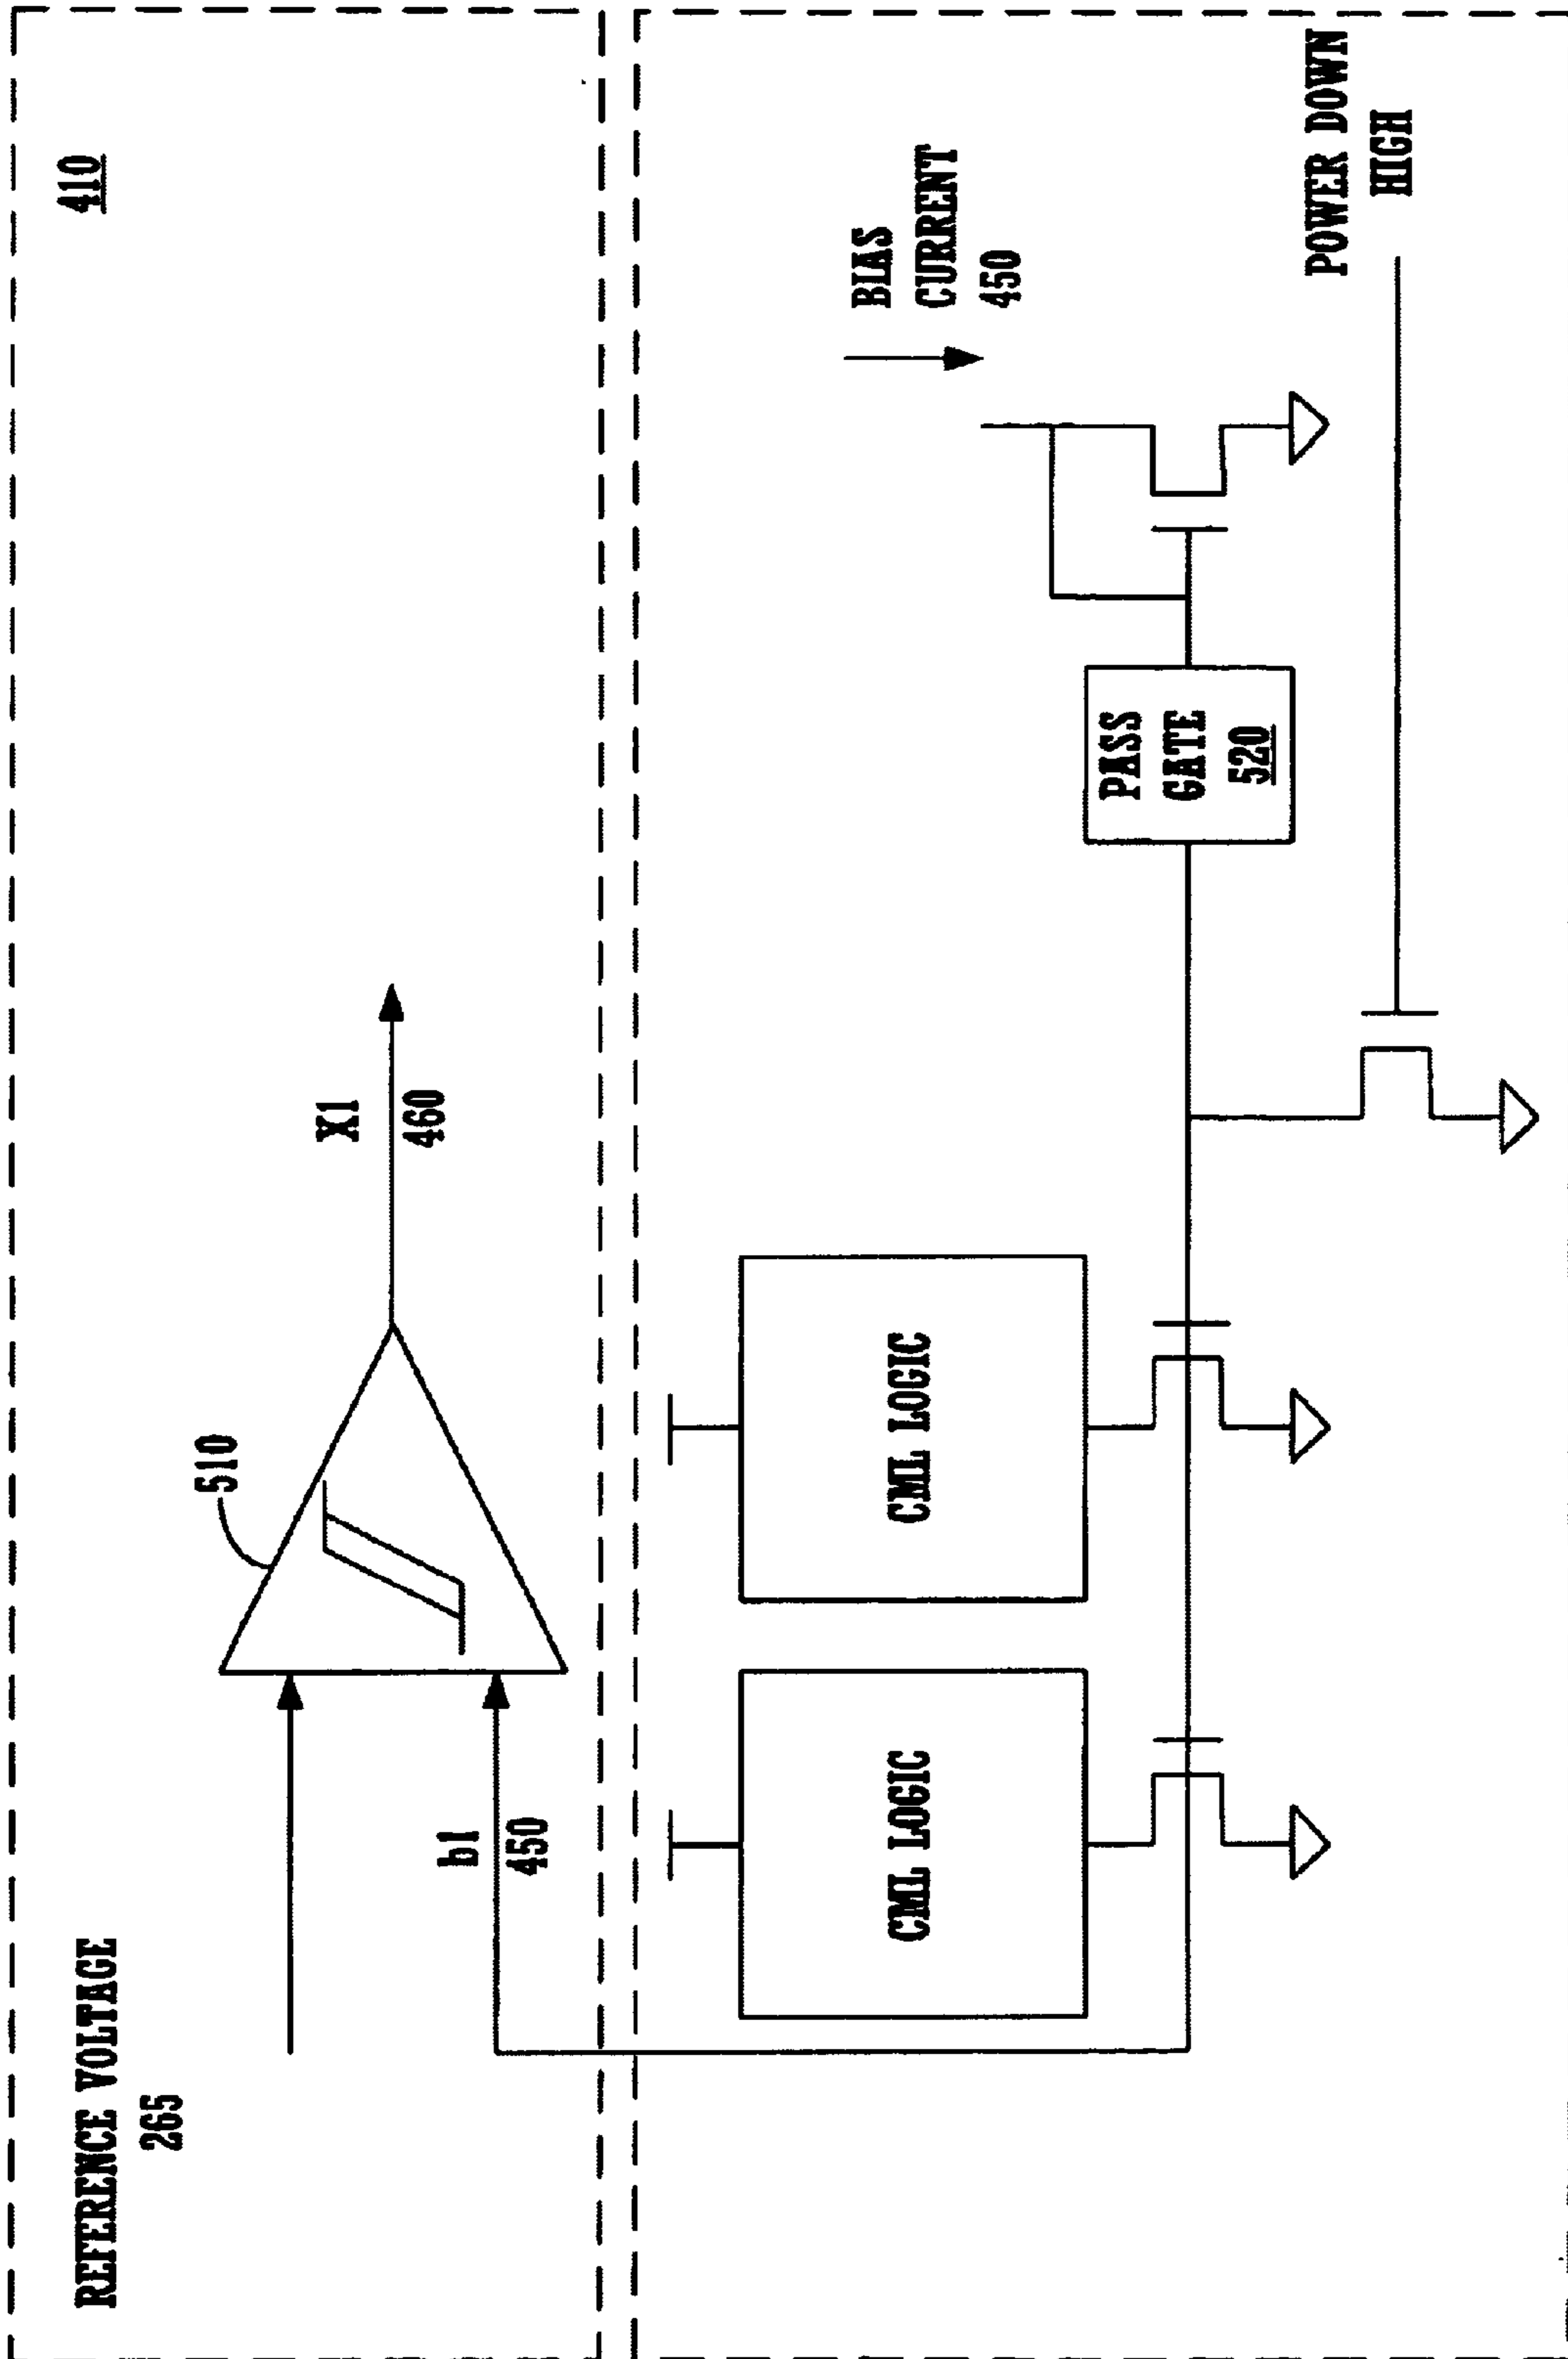 410
REFERENCE VOLTAGE
265
510
X1
460
b1
450
CML LOGIC
CML LOGIC
BIAS
CURRENT
450
PASS
GATE
520
POWER DOWN
HIGH